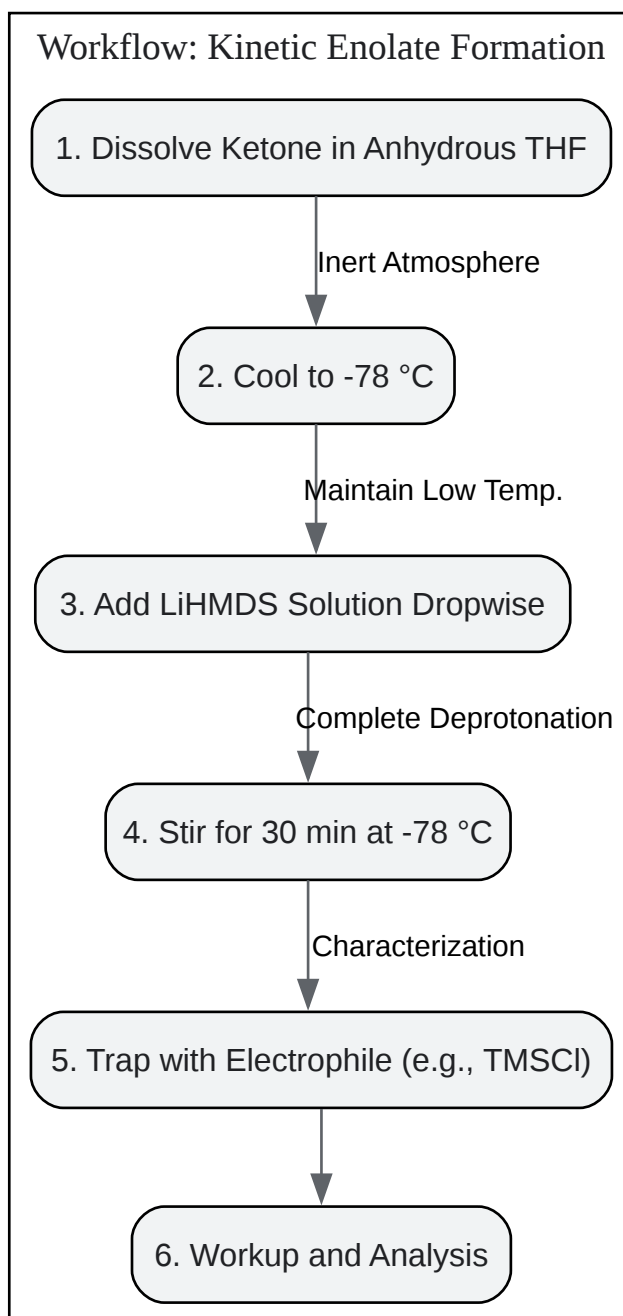 Workflow: Kinetic Enolate Formation
1. Dissolve Ketone in Anhydrous THF
Inert Atmosphere
2. Cool to -78 °C
Maintain Low Temp.
3. Add LiHMDS Solution Dropwise
Complete Deprotonation
4. Stir for 30 min at -78 °C
Characterization
5. Trap with Electrophile (e.g., TMSCl)
6. Workup and Analysis